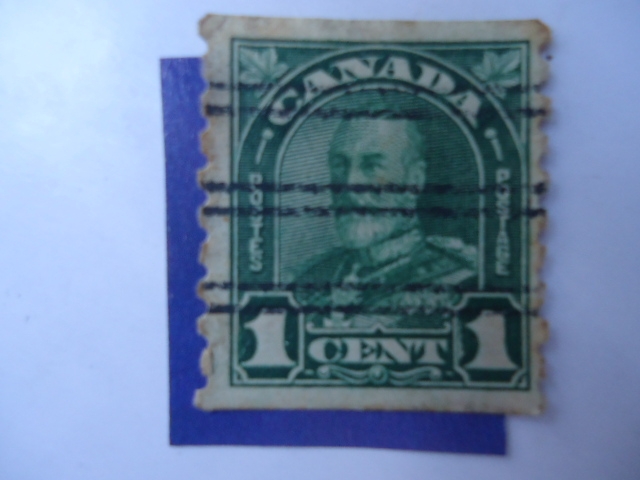 CANADA
POSTES
POSTAGE
1 CENT 1